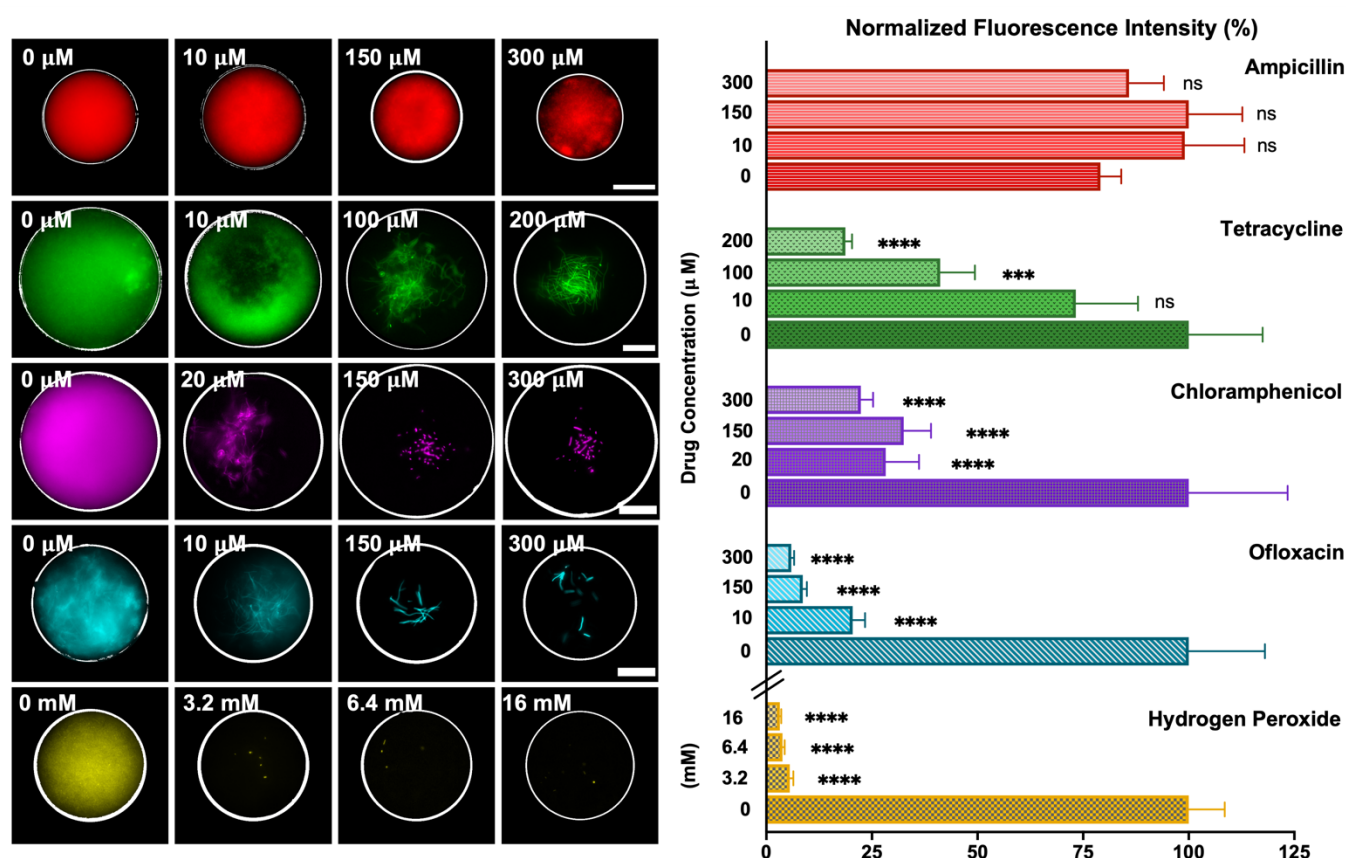 0 µM 10 µM 150 µM 300 µM
0 µM 10 µM 100 µM 200 µM
0 µM 20 µM 150 µM 300 µM
0 µM 10 µM 150 µM 300 µM
0 mM 3.2 mM 6.4 mM 16 mM
Normalized Fluorescence Intensity (%)
Drug Concentration (µ M)
(mM)
Ampicillin
300 ns
150 ns
10 ns
0
Tetracycline
200 ****
100 ***
10 ns
0
Chloramphenicol
300 ****
150 ****
20 ****
0
Ofloxacin
300 ****
150 ****
10 ****
0
Hydrogen Peroxide
16 ****
6.4 ****
3.2 ****
0
0 25 50 75 100 125